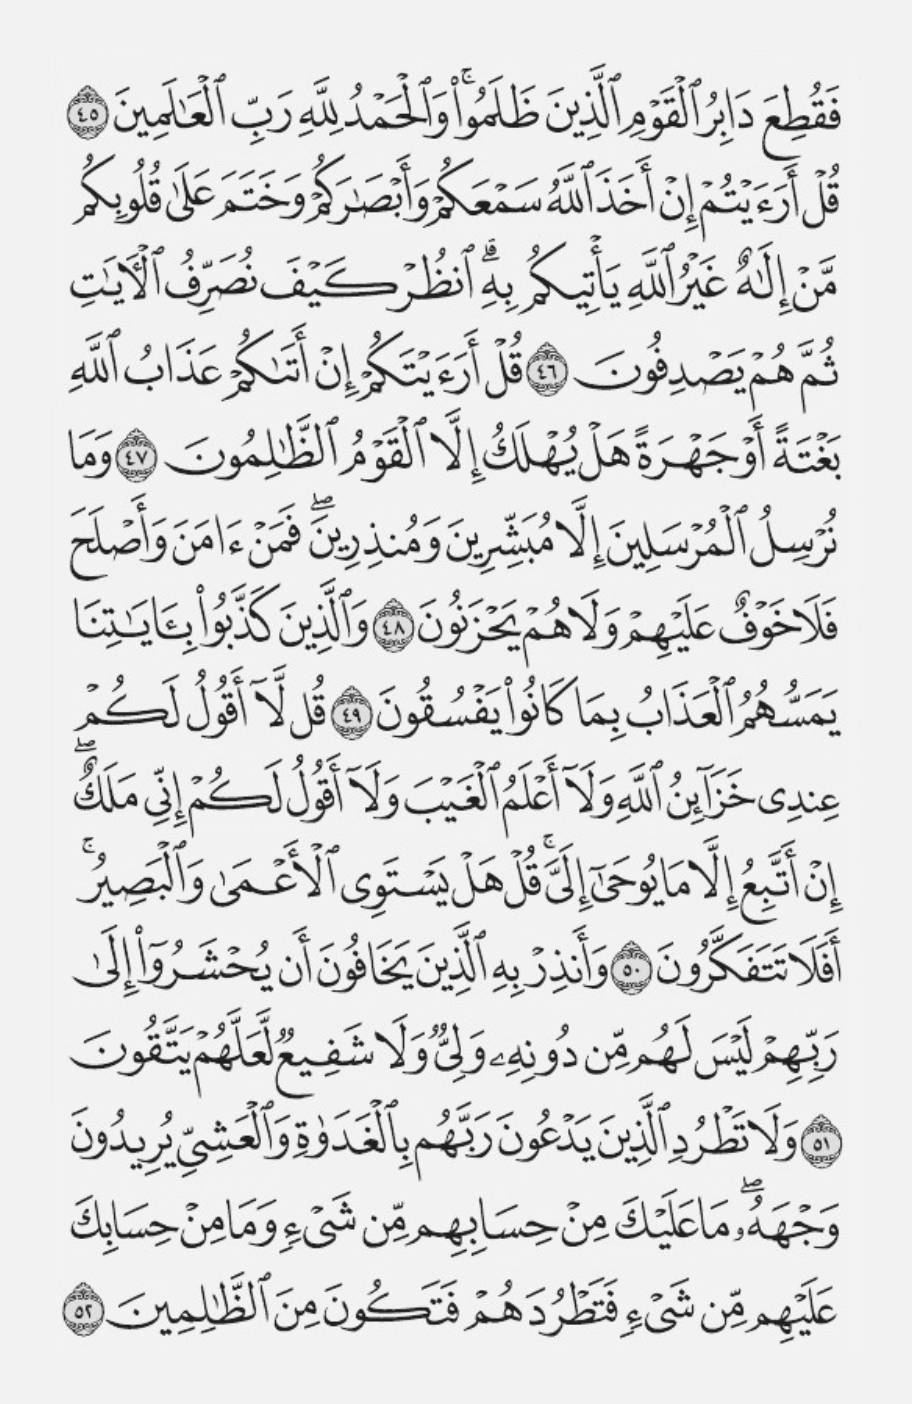 فَقُطِعَ دَابِرُ ٱلْقَوْمِ ٱلَّذِينَ ظَلَمُوا۟ ۚ وَٱلْحَمْدُ لِلَّهِ رَبِّ ٱلْعَـٰلَمِينَ ٤٥
قُلْ أَرَءَيْتُمْ إِنْ أَخَذَ ٱللَّهُ سَمْعَكُمْ وَأَبْصَـٰرَكُمْ وَخَتَمَ عَلَىٰ قُلُوبِكُم
مَّنْ إِلَـٰهٌ غَيْرُ ٱللَّهِ يَأْتِيكُم بِهِ ۗ ٱنظُرْ كَيْفَ نُصَرِّفُ ٱلْـَٔايَـٰتِ
ثُمَّ هُمْ يَصْدِفُونَ ٤٦ قُلْ أَرَءَيْتَكُمْ إِنْ أَتَىٰكُمْ عَذَابُ ٱللَّهِ
بَغْتَةً أَوْ جَهْرَةً هَلْ يُهْلَكُ إِلَّا ٱلْقَوْمُ ٱلظَّـٰلِمُونَ ٤٧ وَمَا
نُرْسِلُ ٱلْمُرْسَلِينَ إِلَّا مُبَشِّرِينَ وَمُنذِرِينَ ۖ فَمَنْ ءَامَنَ وَأَصْلَحَ
فَلَا خَوْفٌ عَلَيْهِمْ وَلَا هُمْ يَحْزَنُونَ ٤٨ وَٱلَّذِينَ كَذَّبُوا۟ بِـَٔايَـٰتِنَا
يَمَسُّهُمُ ٱلْعَذَابُ بِمَا كَانُوا۟ يَفْسُقُونَ ٤٩ قُل لَّآ أَقُولُ لَكُمْ
عِندِى خَزَآئِنُ ٱللَّهِ وَلَآ أَعْلَمُ ٱلْغَيْبَ وَلَآ أَقُولُ لَكُمْ إِنِّى مَلَكٌ ۖ
إِنْ أَتَّبِعُ إِلَّا مَا يُوحَىٰٓ إِلَىَّ ۚ قُلْ هَلْ يَسْتَوِى ٱلْأَعْمَىٰ وَٱلْبَصِيرُ ۚ
أَفَلَا تَتَفَكَّرُونَ ٥٠ وَأَنذِرْ بِهِ ٱلَّذِينَ يَخَافُونَ أَن يُحْشَرُوٓا۟ إِلَىٰ
رَبِّهِمْ لَيْسَ لَهُم مِّن دُونِهِۦ وَلِىٌّ وَلَا شَفِيعٌ لَّعَلَّهُمْ يَتَّقُونَ
٥١ وَلَا تَطْرُدِ ٱلَّذِينَ يَدْعُونَ رَبَّهُم بِٱلْغَدَوٰةِ وَٱلْعَشِىِّ يُرِيدُونَ
وَجْهَهُۥ ۖ مَا عَلَيْكَ مِنْ حِسَابِهِم مِّن شَىْءٍ وَمَا مِنْ حِسَابِكَ
عَلَيْهِم مِّن شَىْءٍ فَتَطْرُدَهُمْ فَتَكُونَ مِنَ ٱلظَّـٰلِمِينَ ٥٢